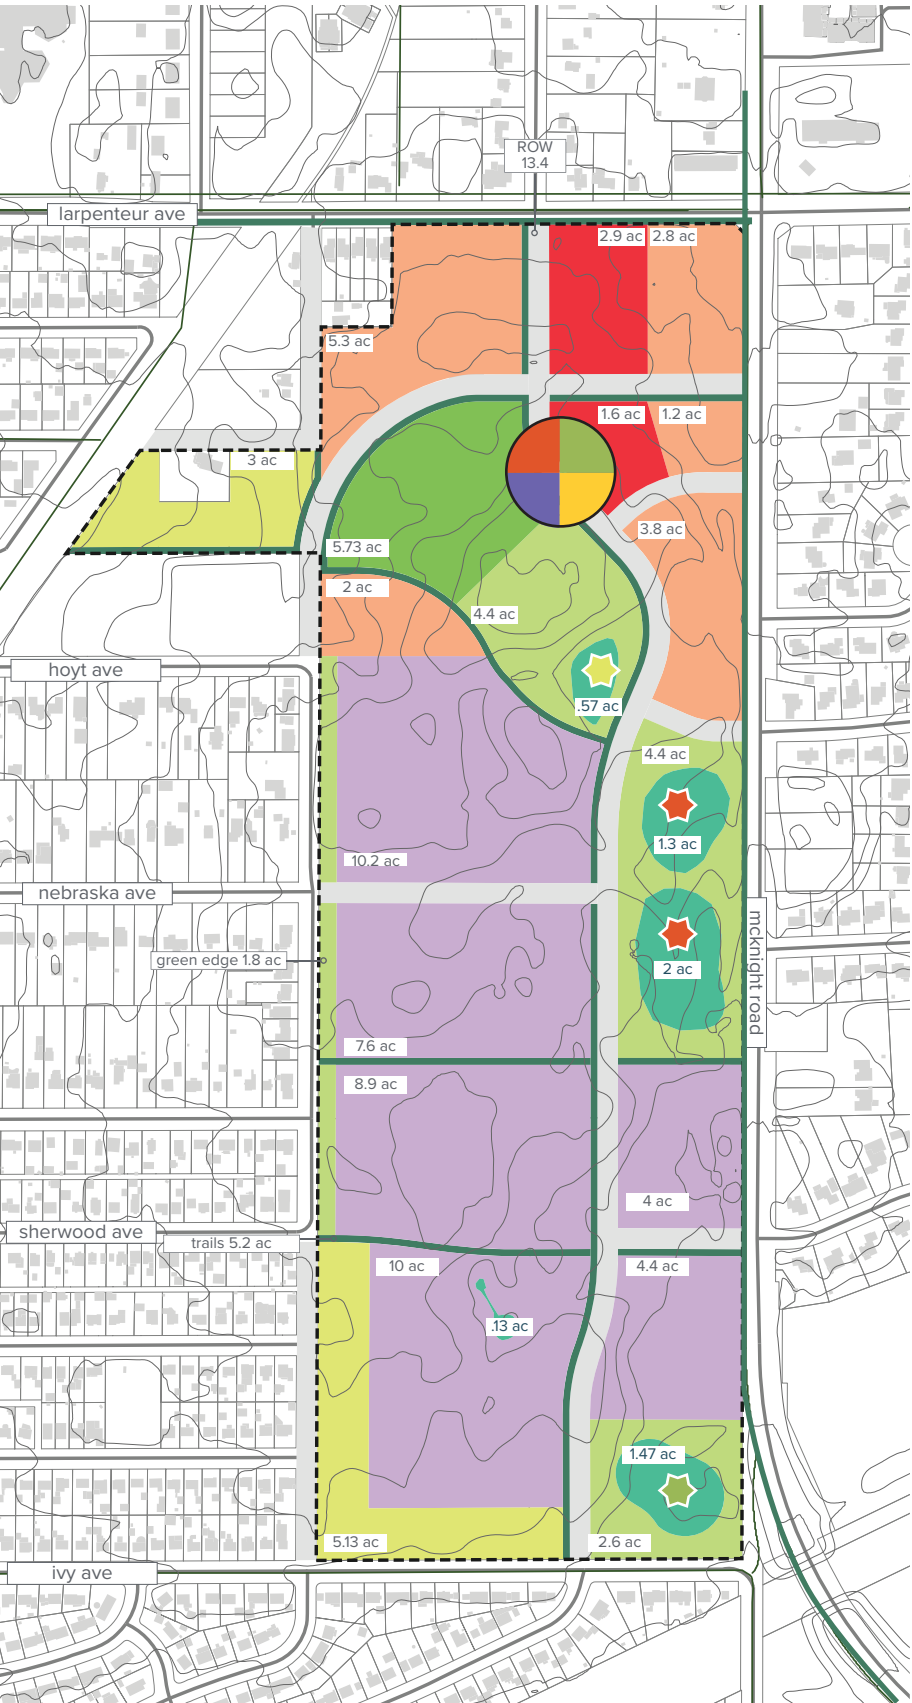 ROW
13.4
larpenteur ave
2.9 ac
2.8 ac
5.3 ac
1.6 ac
1.2 ac
3 ac
3.8 ac
5.73 ac
2 ac
4.4 ac
hoyt ave
.57 ac
4.4 ac
1.3 ac
10.2 ac
nebraska ave
mcknight road
green edge 1.8 ac
2 ac
7.6 ac
8.9 ac
4 ac
sherwood ave
trails 5.2 ac
10 ac
4.4 ac
.13 ac
1.47 ac
5.13 ac
2.6 ac
ivy ave